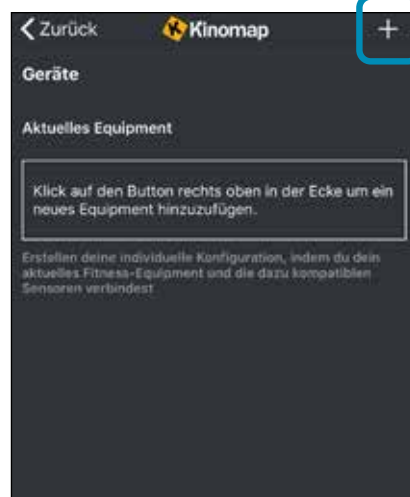 Zurück Kinomap +
Geräte
Aktuelles Equipment
Klick auf den Button rechts oben in der Ecke um ein
neues Equipment hinzuzufügen.
Erstellen deine individuelle Konfiguration, indem du dein
aktuelles Fitness-Equipment und die dazu kompatiblen
Sensoren verbindest